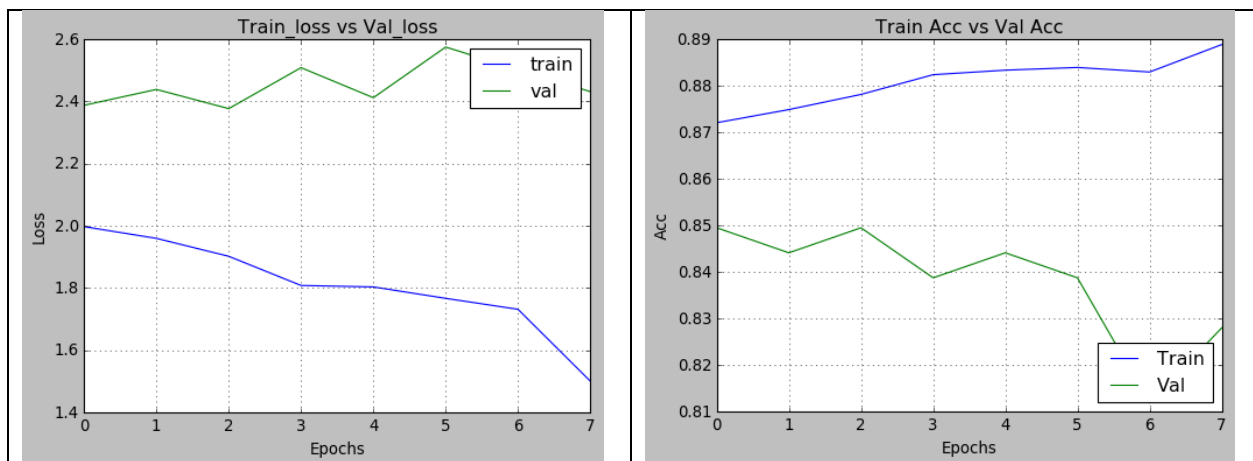 Train_loss vs Val_loss
2.6
2.4
2.2
2.0
1.8
1.6
1.4
Loss
0 1 2 3 4 5 6 7
Epochs
train
val
Train Acc vs Val Acc
0.89
0.88
0.87
0.86
0.85
0.84
0.83
0.82
0.81
Acc
0 1 2 3 4 5 6 7
Epochs
Train
Val